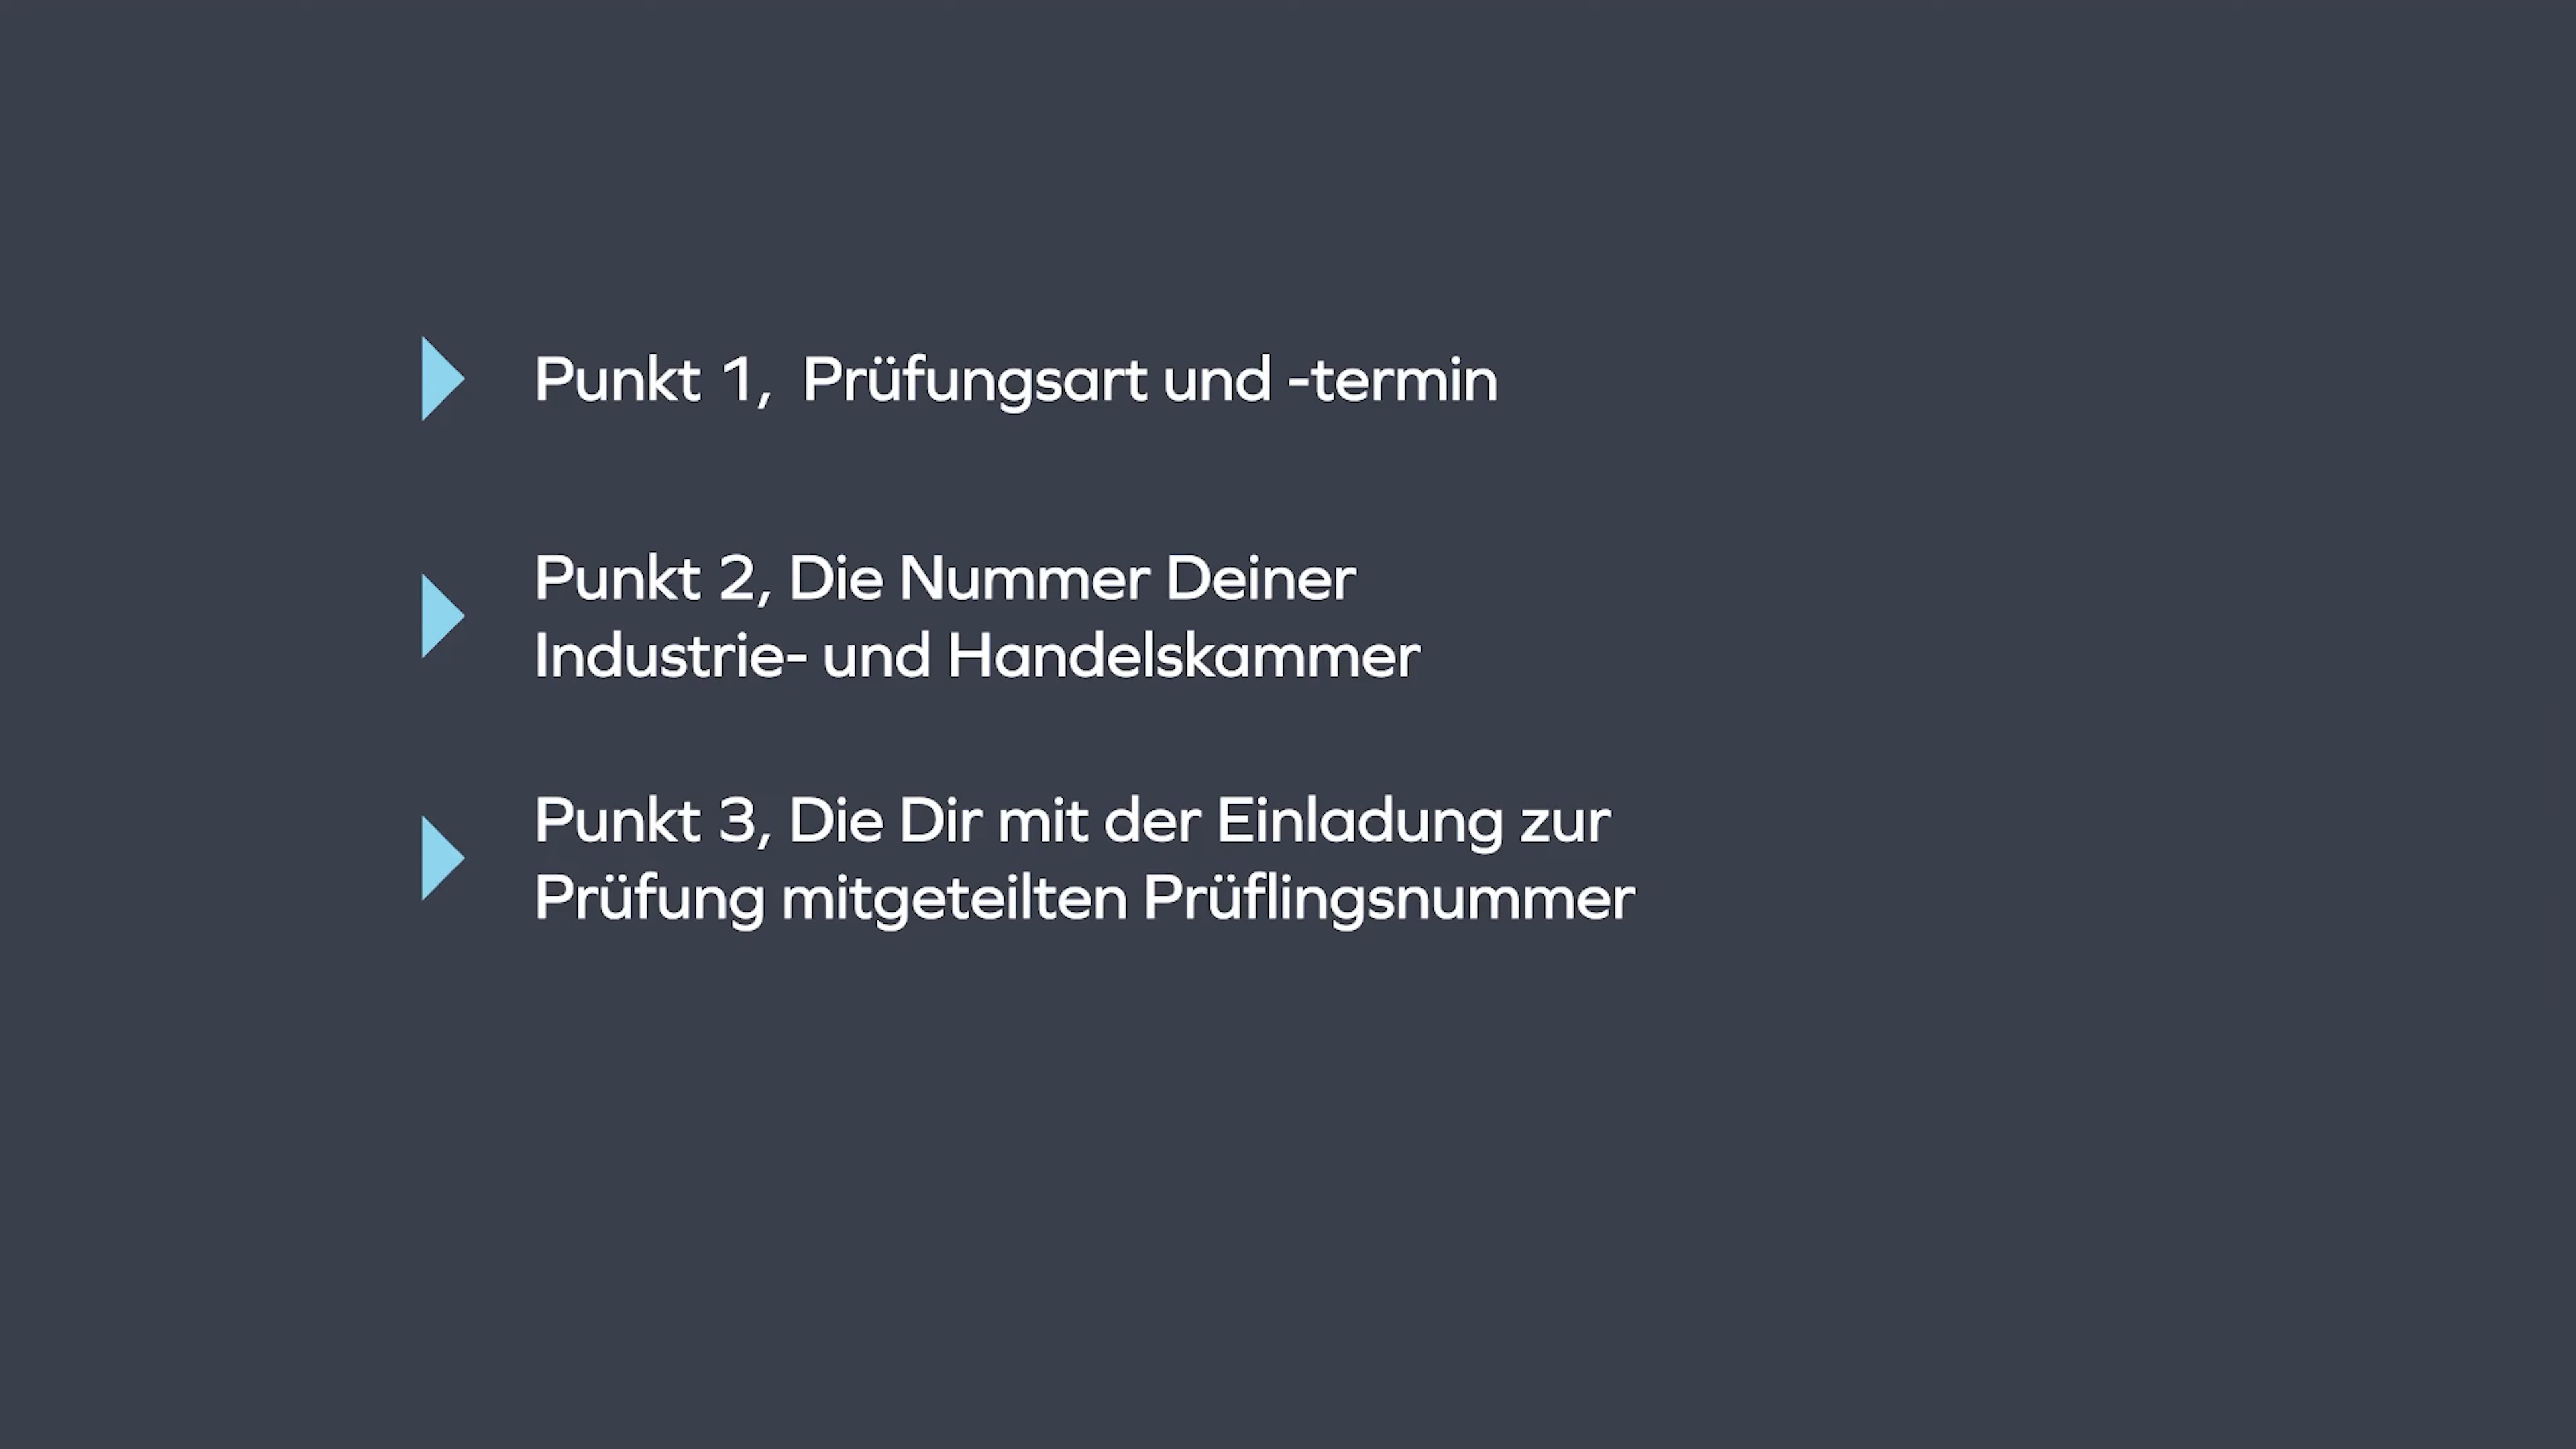 Punkt 1,  Prüfungsart und -termin
Punkt 2, Die Nummer Deiner
Industrie- und Handelskammer
Punkt 3, Die Dir mit der Einladung zur
Prüfung mitgeteilten Prüflingsnummer